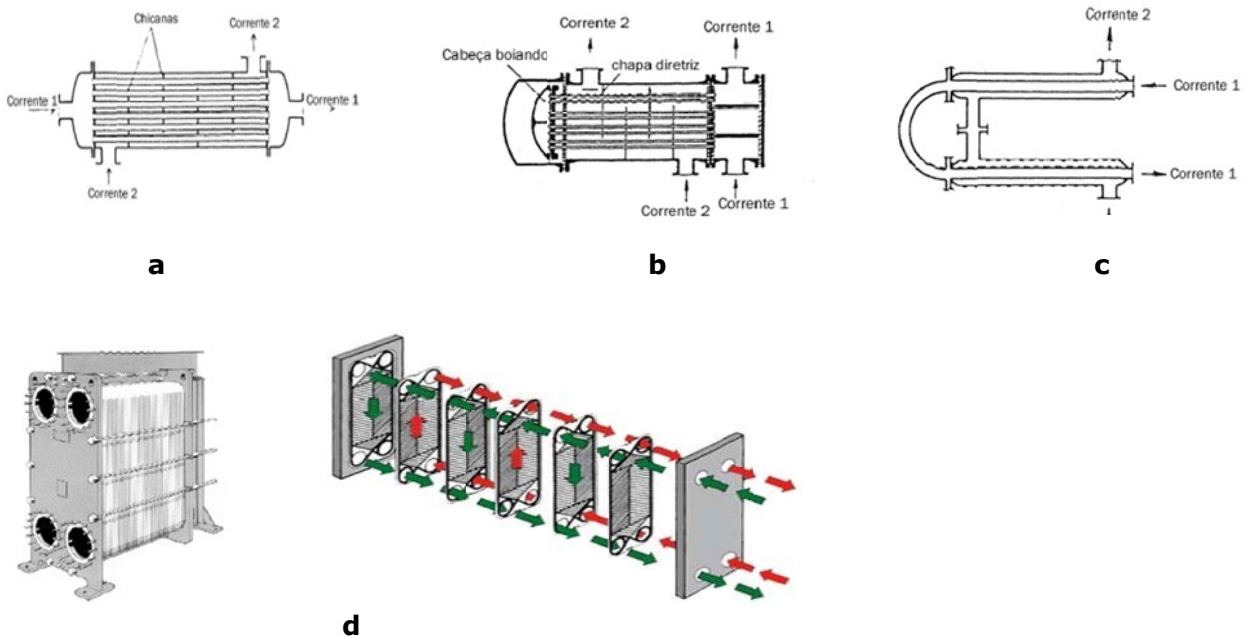 Chicanas
Corrente 2
Corrente 1
Corrente 1
Corrente 2
a
Corrente 2
Corrente 1
Cabeça boiando
chapa diretriz
Corrente 2
Corrente 1
b
Corrente 2
Corrente 1
Corrente 1
c
d